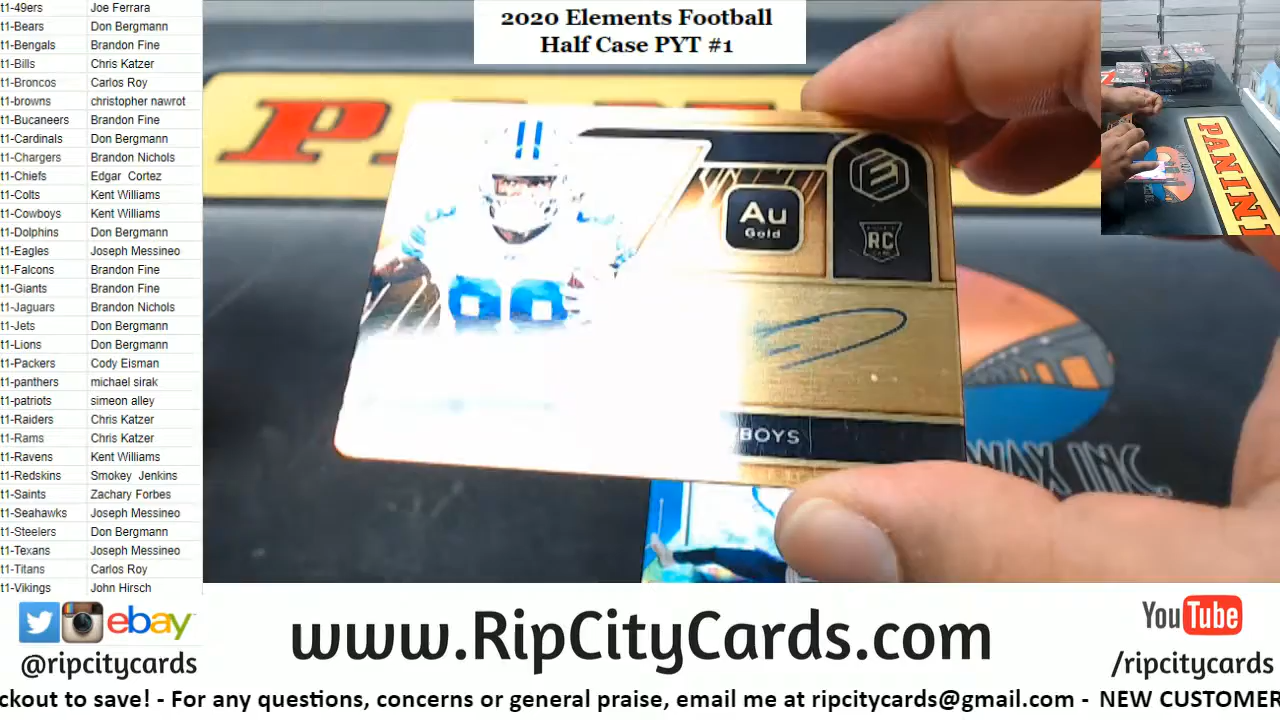 t1-49ers Joe Ferrara
t1-Bears Don Bergmann
t1-Bengals Brandon Fine
t1-Bills Chris Katzer
t1-Broncos Carlos Roy
t1-browns christopher nawrot
t1-Bucaneers Brandon Fine
t1-Cardinals Don Bergmann
t1-Chargers Brandon Nichols
t1-Chiefs Edgar Cortez
t1-Colts Kent Williams
t1-Cowboys Kent Williams
t1-Dolphins Don Bergmann
t1-Eagles Joseph Messineo
t1-Falcons Brandon Fine
t1-Giants Brandon Fine
t1-Jaguars Brandon Nichols
t1-Jets Don Bergmann
t1-Lions Don Bergmann
t1-Packers Cody Eisman
t1-panthers michael sirak
t1-patriots simeon alley
t1-Raiders Chris Katzer
t1-Rams Chris Katzer
t1-Ravens Kent Williams
t1-Redskins Smokey Jenkins
t1-Saints Zachary Forbes
t1-Seahawks Joseph Messineo
t1-Steelers Don Bergmann
t1-Texans Joseph Messineo
t1-Titans Carlos Roy
t1-Vikings John Hirsch
2020 Elements Football
Half Case PYT #1
Au
Gold
RC
BOYS
WAX INC.
PANINI
ebay
@ripcitycards
www.RipCityCards.com
YouTube
/ripcitycards
ckout to save! - For any questions, concerns or general praise, email me at ripcitycards@gmail.com - NEW CUSTOMER